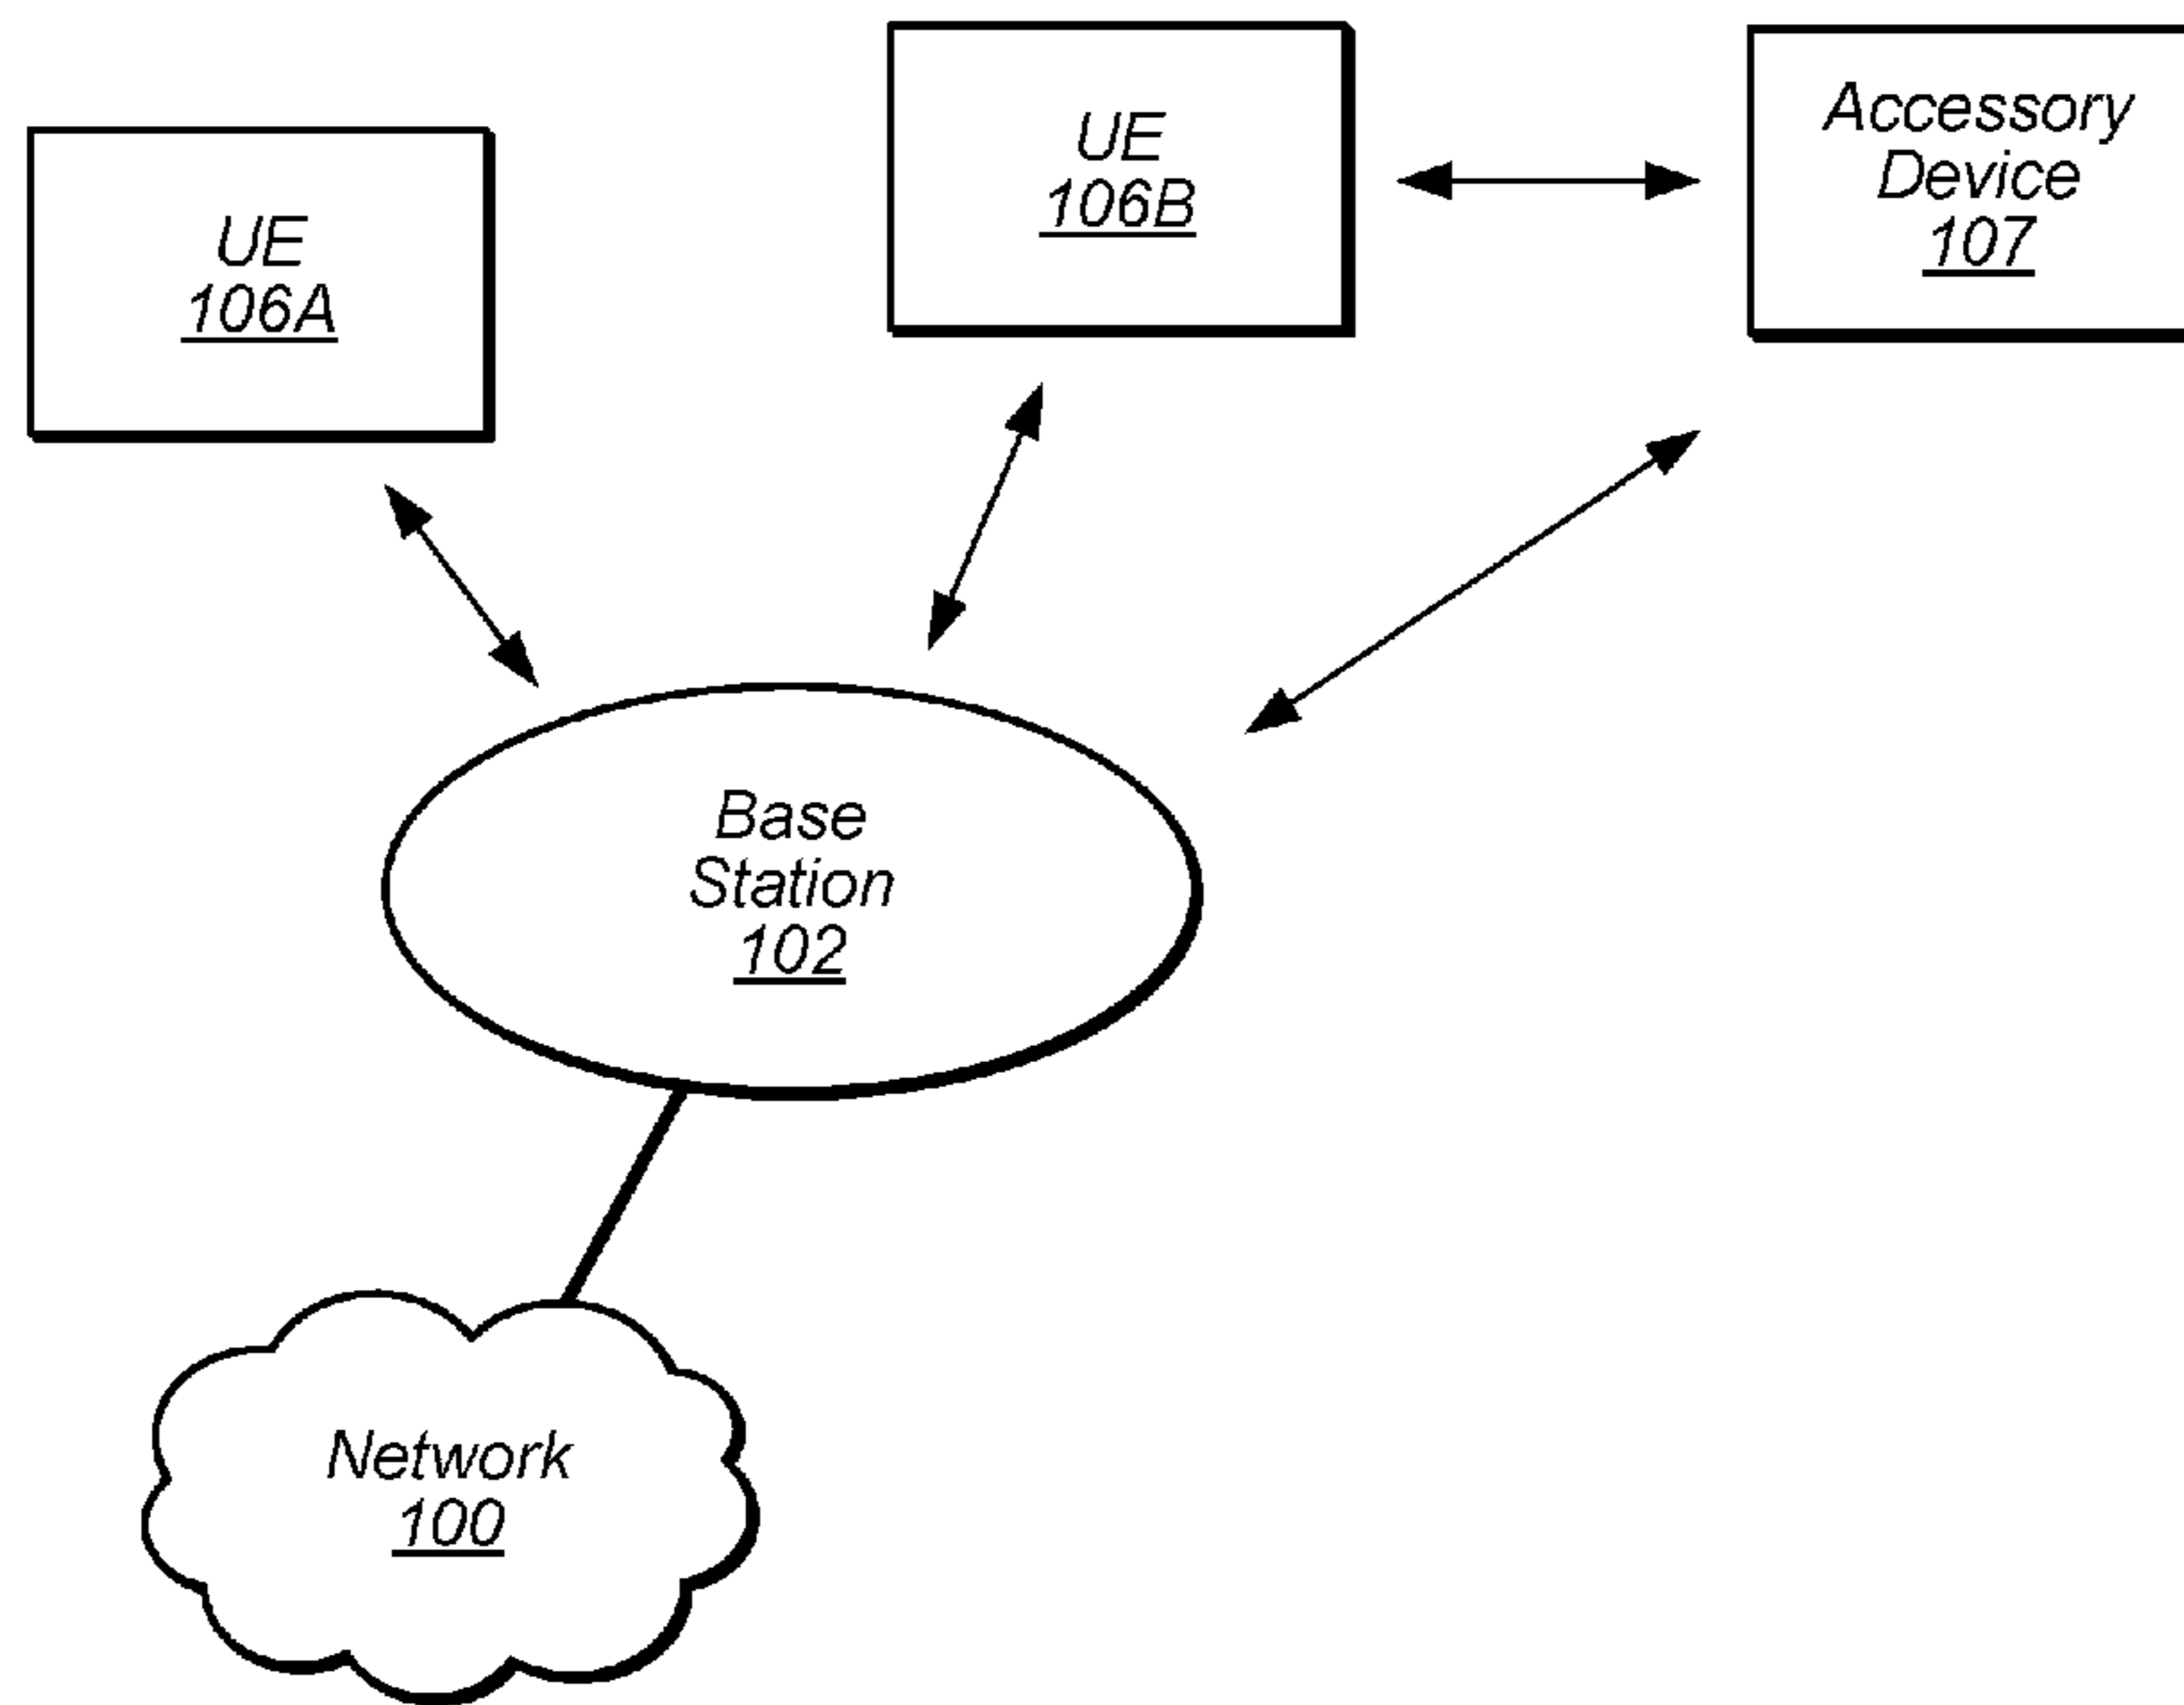 UE
106A
UE
106B
Accessory
Device
107
Base
Station
102
Network
100